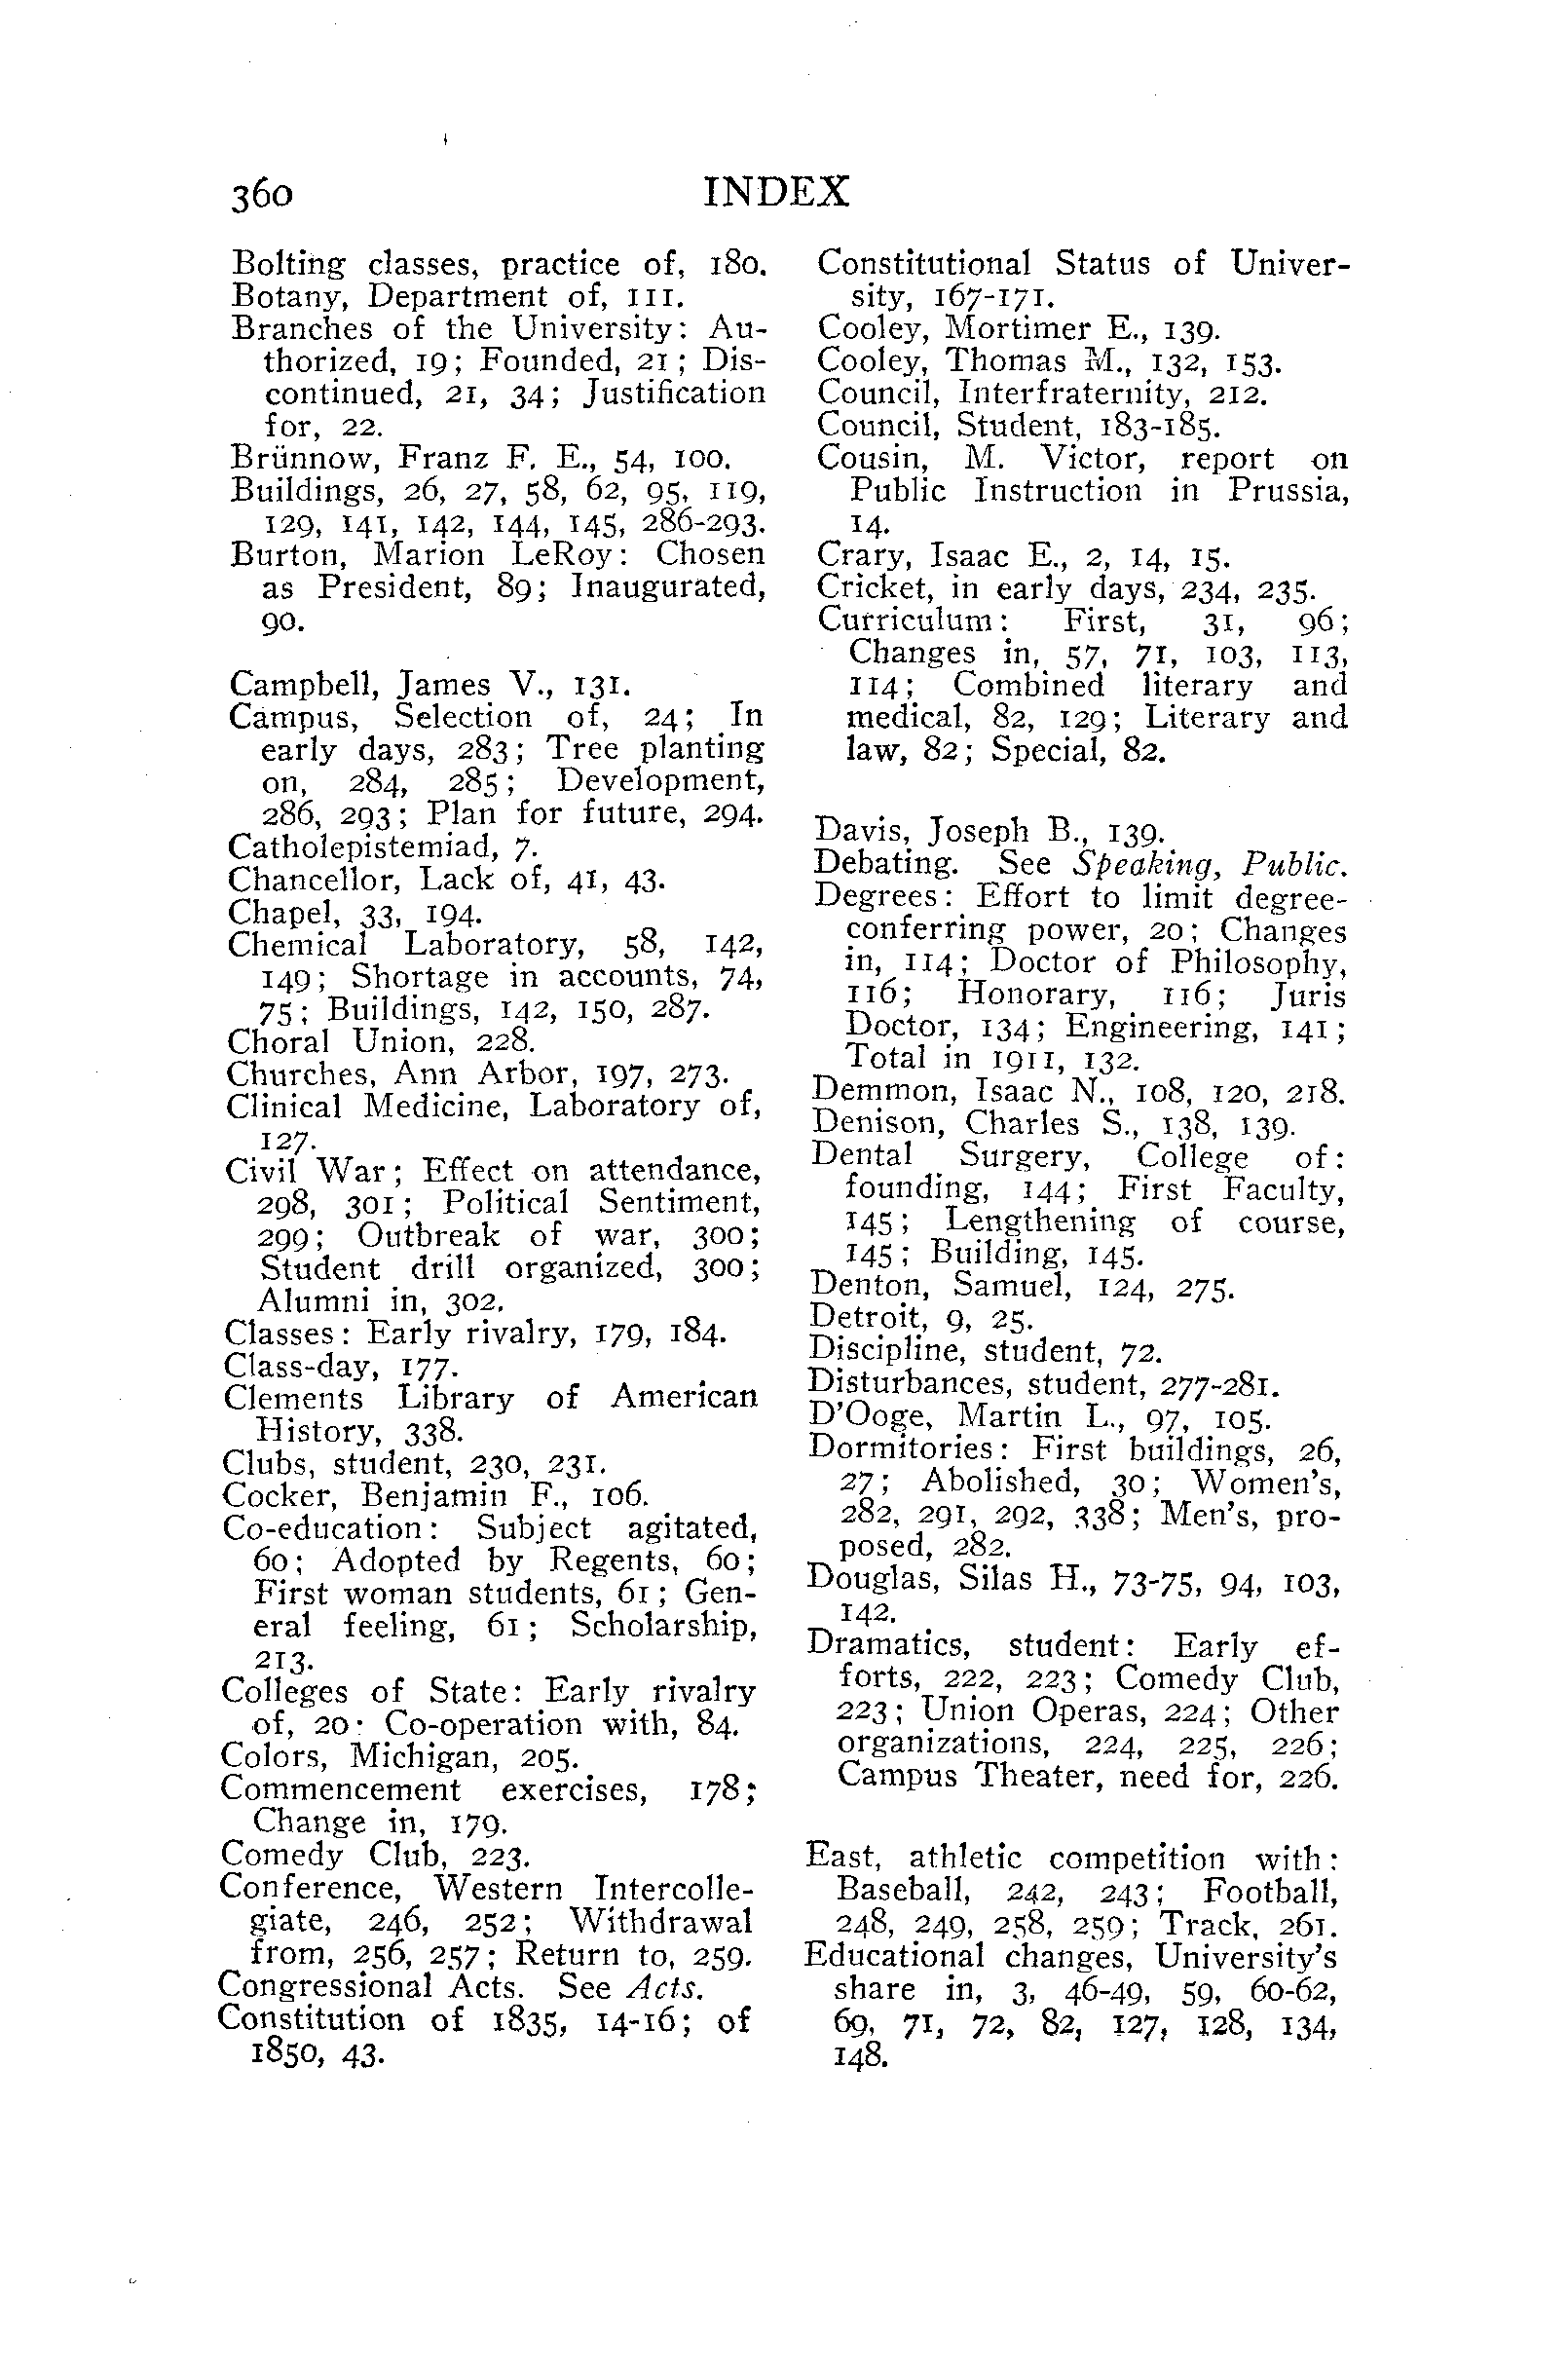 360
INDEX
Bolting classes, practice of, 180.
Botany, Department of, 111.
Branches of the University: Au-
thorized, 19; Founded, 21; Dis-
continued, 21, 34; Justification
for, 22.
Brünnow, Franz F. E., 54, 100.
Buildings, 26, 27, 58, 62, 95, 119,
129, 141, 142, 144, 145, 286-293.
Burton, Marion LeRoy: Chosen
as President, 89; Inaugurated,
90.
Campbell, James V., 131.
Campus, Selection of, 24; In
early days, 283; Tree planting
on, 284, 285; Development,
286, 293; Plan for future, 294.
Catholepistemiad, 7.
Chancellor, Lack of, 41, 43.
Chapel, 33, 194.
Chemical Laboratory, 58, 142,
149; Shortage in accounts, 74,
75; Buildings, 142, 150, 287.
Choral Union, 228.
Churches, Ann Arbor, 197, 273.
Clinical Medicine, Laboratory of,
127.
Civil War; Effect on attendance,
298, 301; Political Sentiment,
299; Outbreak of war, 300;
Student drill organized, 300;
Alumni in, 302.
Classes: Early rivalry, 179, 184.
Class-day, 177.
Clements Library of American
History, 338.
Clubs, student, 230, 231.
Cocker, Benjamin F., 106.
Co-education: Subject agitated,
60; Adopted by Regents, 60;
First woman students, 61; Gen-
eral feeling, 61; Scholarship,
213.
Colleges of State: Early rivalry
of, 20· Co-operation with, 84.
Colors, Michigan, 205.
Commencement exercises, 178;
Change in, 179.
Comedy Club, 223.
Conference, Western Intercolle-
giate, 246, 252; Withdrawal
from, 256, 257; Return to, 259.
Congressional Acts. See Acts.
Constitution of 1835, 14-16; of
1850, 43.
Constitutional Status of Univer-
sity, 167-171.
Cooley, Mortimer E., 139.
Cooley, Thomas M., 132, 153.
Council, Interfraternity, 212.
Council, Student, 183-185.
Cousin, M. Victor, report on
Public Instruction in Prussia,
14.
Crary, Isaac E., 2, 14, 15.
Cricket, in early days, 234, 235.
Curriculum: First, 31, 96;
Changes in, 57, 71, 103, 113,
114; Combined literary and
medical, 82, 129; Literary and
law, 82; Special, 82.
Davis, Joseph B., 139.
Debating. See Speaking, Public.
Degrees: Effort to limit degree-
conferring power, 20; Changes
in, 114; Doctor of Philosophy,
116; Honorary, 116; Juris
Doctor, 134; Engineering, 141;
Total in 1911, 132.
Demmon, Isaac N., 108, 120, 218.
Denison, Charles S., 138, 139.
Dental Surgery, College of:
founding, 144; First Faculty,
145; Lengthening of course,
145; Building, 145.
Denton, Samuel, 124, 275.
Detroit, 9, 25.
Discipline, student, 72.
Disturbances, student, 277-281.
D'Ooge, Martin L., 97, 105.
Dormitories: First buildings, 26,
27; Abolished, 30; Women's,
282, 291, 292, 338; Men's, pro-
posed, 282.
Douglas, Silas H., 73-75, 94, 103,
142.
Dramatics, student: Early ef-
forts, 222, 223; Comedy Club,
223; Union Operas, 224; Other
organizations, 224, 225, 226;
Campus Theater, need for, 226.
East, athletic competition with:
Baseball, 242, 243; Football,
248, 249, 258, 259; Track, 261.
Educational changes, University's
share in, 3, 46-49, 59, 60-62,
69, 71, 72, 82, 127, 128, 134,
148.